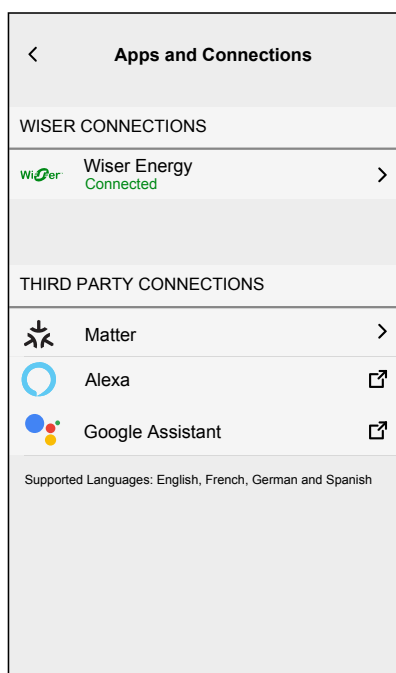 Apps and Connections
WISER CONNECTIONS
Wiser
Wiser Energy
Connected
THIRD PARTY CONNECTIONS
Matter
Alexa
Google Assistant
Supported Languages: English, French, German and Spanish